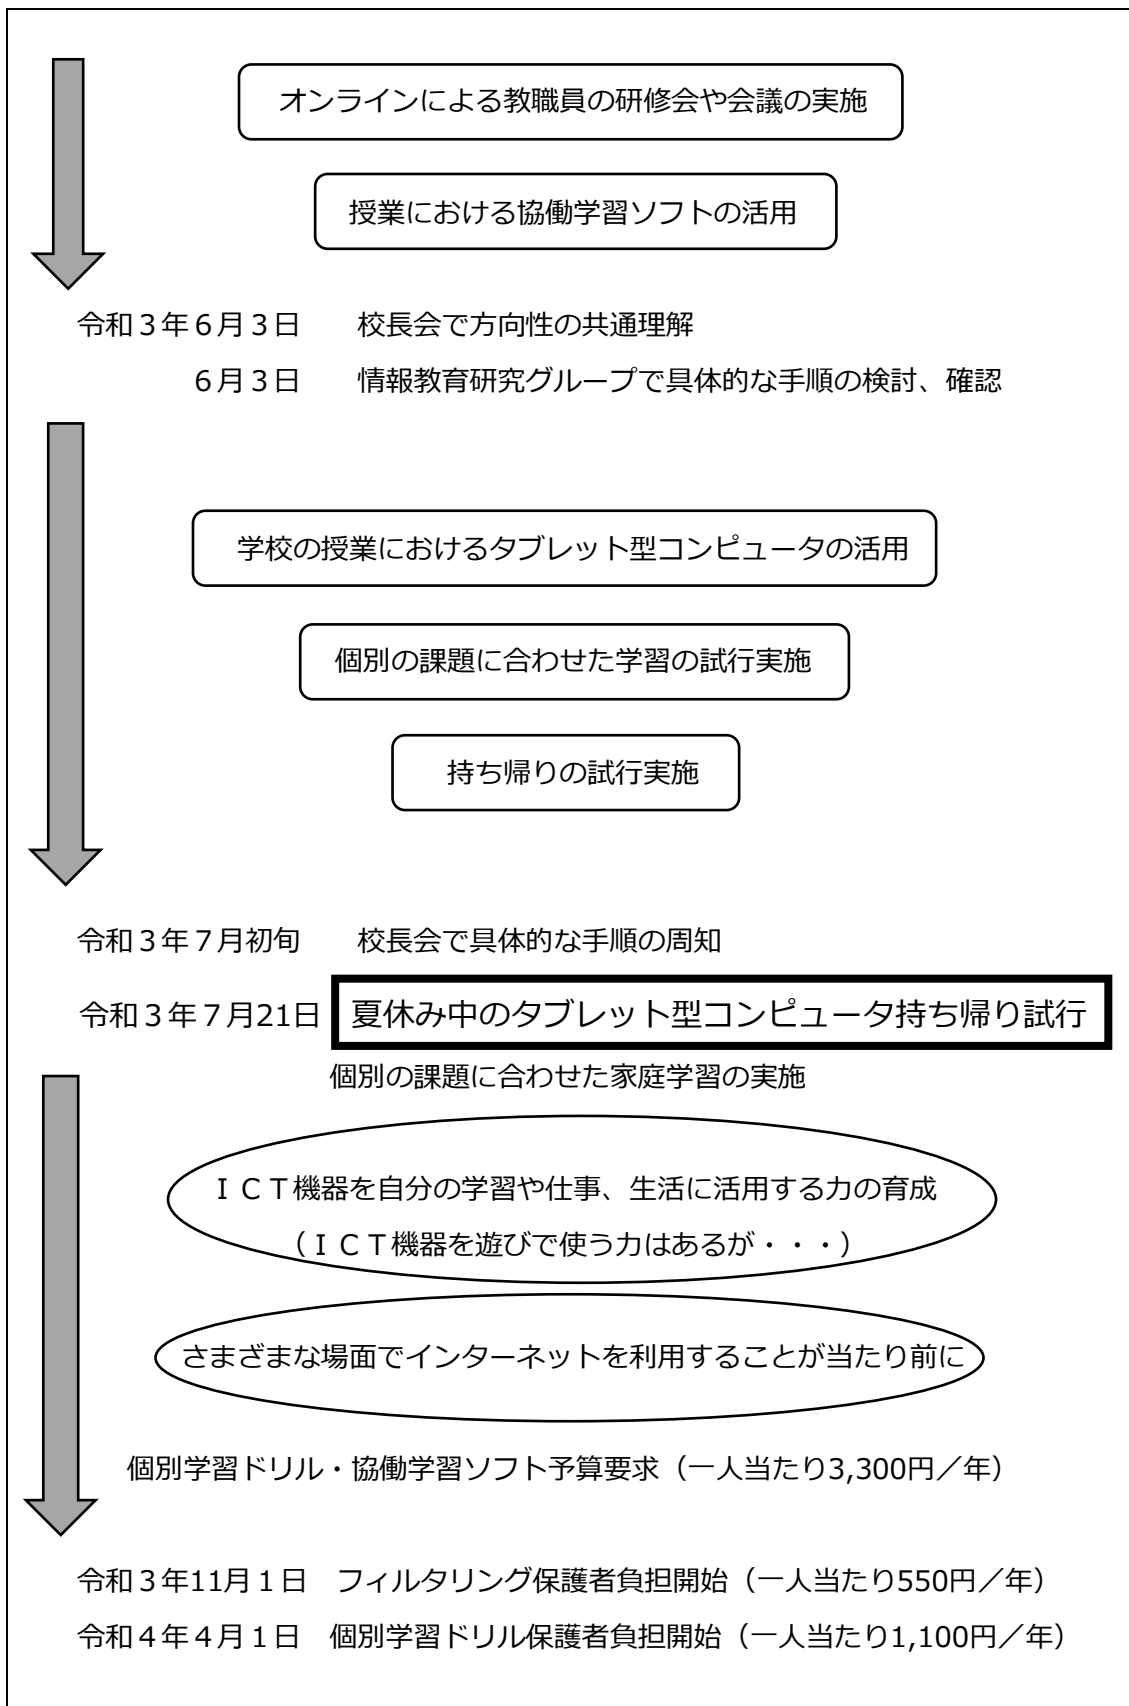 オンラインによる教職員の研修会や会議の実施
授業における協働学習ソフトの活用
令和３年６月３日　　校長会で方向性の共通理解
６月３日　　情報教育研究グループで具体的な手順の検討、確認
学校の授業におけるタブレット型コンピュータの活用
個別の課題に合わせた学習の試行実施
持ち帰りの試行実施
令和３年７月初旬　　校長会で具体的な手順の周知
令和３年７月21日　夏休み中のタブレット型コンピュータ持ち帰り試行
個別の課題に合わせた家庭学習の実施
ＩＣＴ機器を自分の学習や仕事、生活に活用する力の育成
（ＩＣＴ機器を遊びで使う力はあるが・・・）
さまざまな場面でインターネットを利用することが当たり前に
個別学習ドリル・協働学習ソフト予算要求（一人当たり3,300円／年）
令和３年11月１日　フィルタリング保護者負担開始（一人当たり550円／年）
令和４年４月１日　個別学習ドリル保護者負担開始（一人当たり1,100円／年）